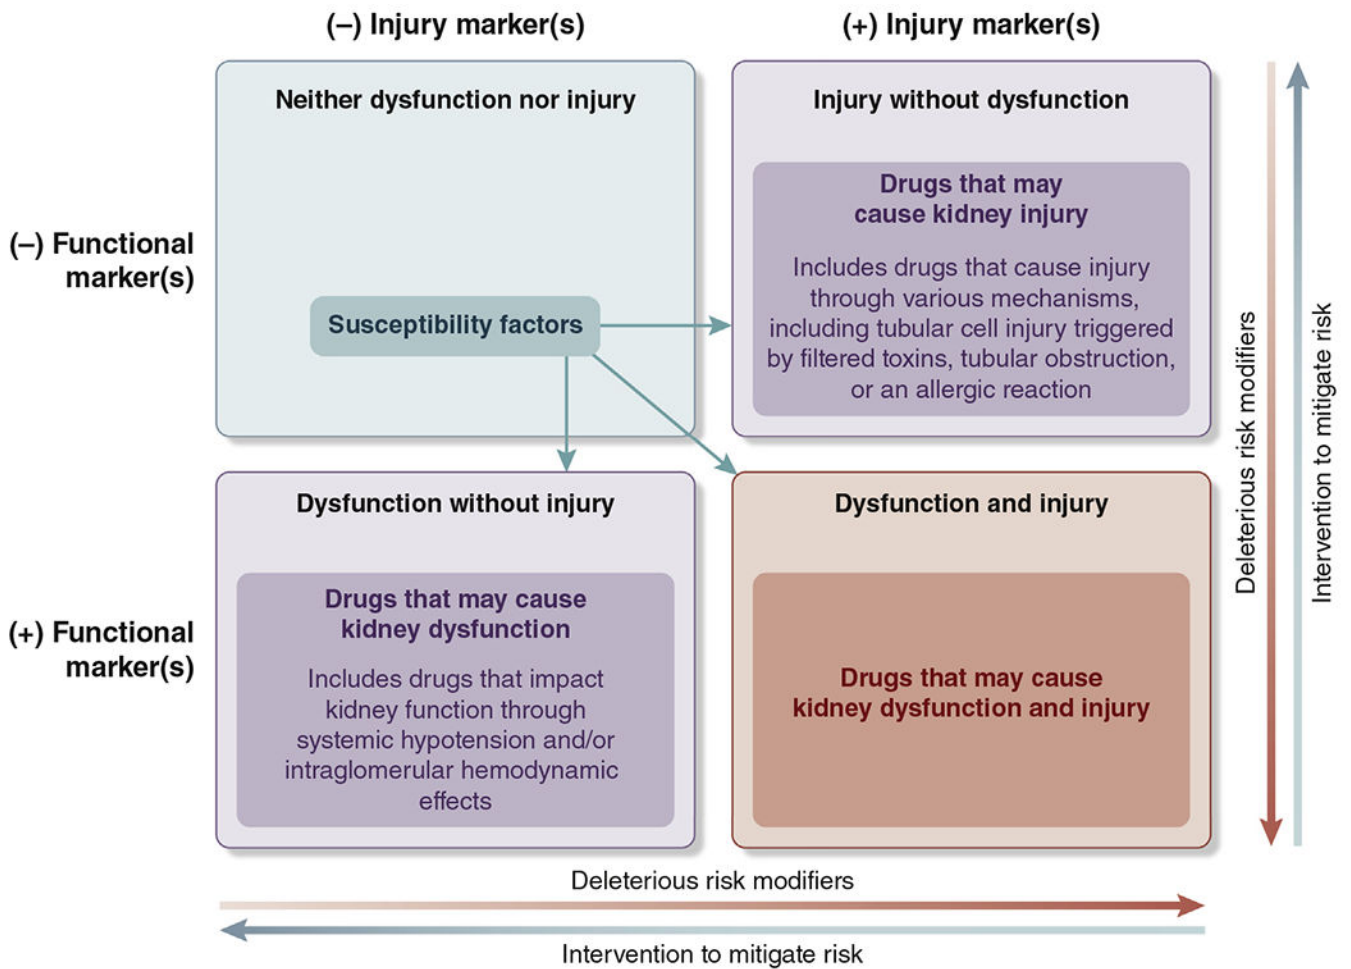 (–) Injury marker(s)
(+) Injury marker(s)
(–) Functional
marker(s)
Neither dysfunction nor injury
Susceptibility factors
Injury without dysfunction
Drugs that may
cause kidney injury
Includes drugs that cause injury
through various mechanisms,
including tubular cell injury triggered
by filtered toxins, tubular obstruction,
or an allergic reaction
(+) Functional
marker(s)
Dysfunction without injury
Drugs that may cause
kidney dysfunction
Includes drugs that impact
kidney function through
systemic hypotension and/or
intraglomerular hemodynamic
effects
Dysfunction and injury
Drugs that may cause
kidney dysfunction and injury
Deleterious risk modifiers
Intervention to mitigate risk
Deleterious risk modifiers
Intervention to mitigate risk